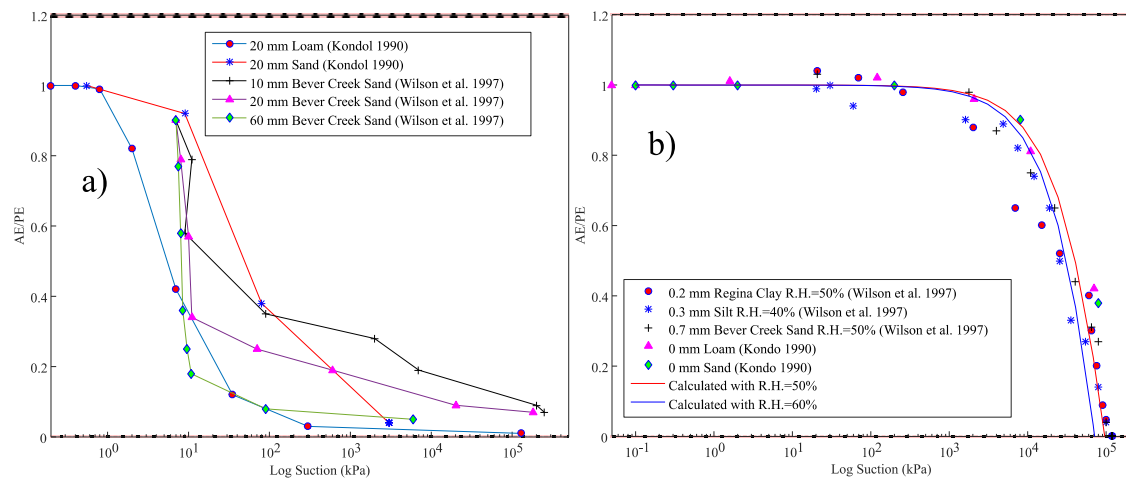 1.2
1
0.8
0.6
0.4
0.2
0
AE/PE
a)
20 mm Loam (Kondol 1990)
20 mm Sand (Kondol 1990)
10 mm Bever Creek Sand (Wilson et al. 1997)
20 mm Bever Creek Sand (Wilson et al. 1997)
60 mm Bever Creek Sand (Wilson et al. 1997)
10^0 10^1 10^2 10^3 10^4 10^5
Log Suction (kPa)
1.2
1
0.8
0.6
0.4
0.2
0
AE/PE
b)
0.2 mm Regina Clay R.H.=50% (Wilson et al. 1997)
0.3 mm Silt R.H.=40% (Wilson et al. 1997)
0.7 mm Bever Creek Sand R.H.=50% (Wilson et al. 1997)
0 mm Loam (Kondo 1990)
0 mm Sand (Kondo 1990)
Calculated with R.H.=50%
Calculated with R.H.=60%
10^-1 10^0 10^1 10^2 10^3 10^4 10^5
Log Suction (kPa)